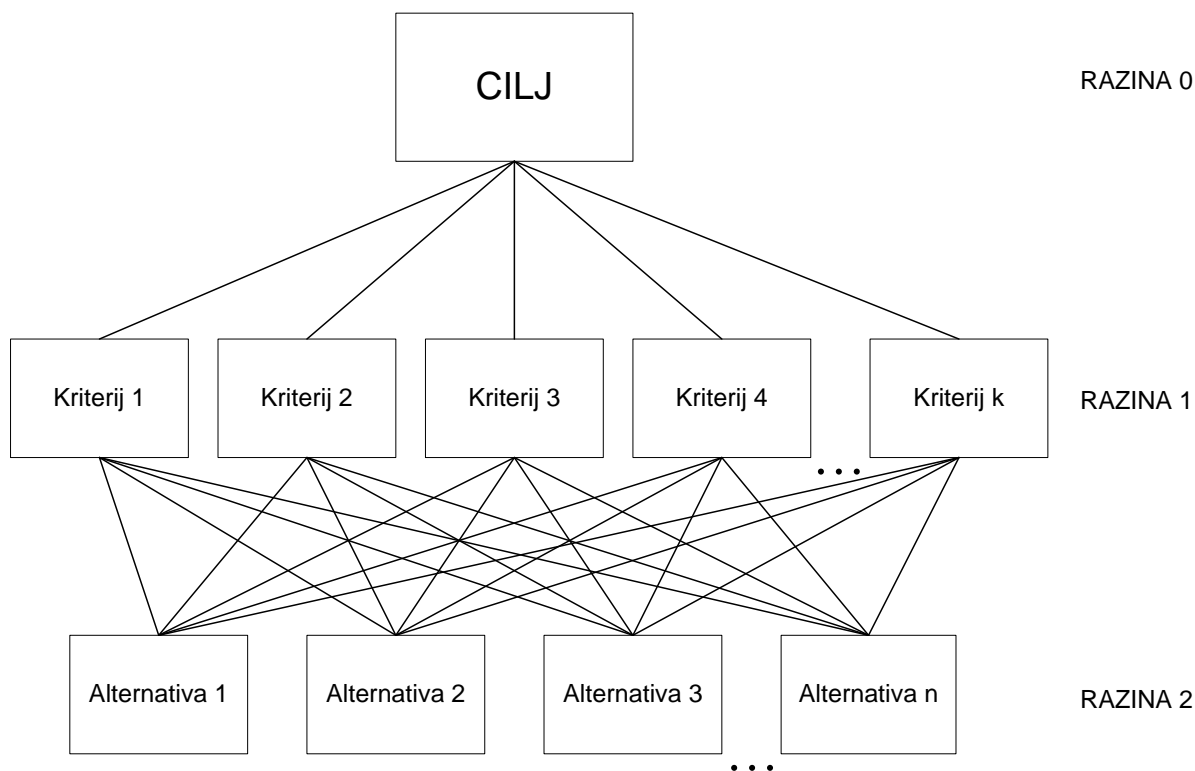 CILJ
RAZINA 0
Kriterij 1
Kriterij 2
Kriterij 3
Kriterij 4
Kriterij k
RAZINA 1
...
Alternativa 1
Alternativa 2
Alternativa 3
Alternativa n
RAZINA 2
...